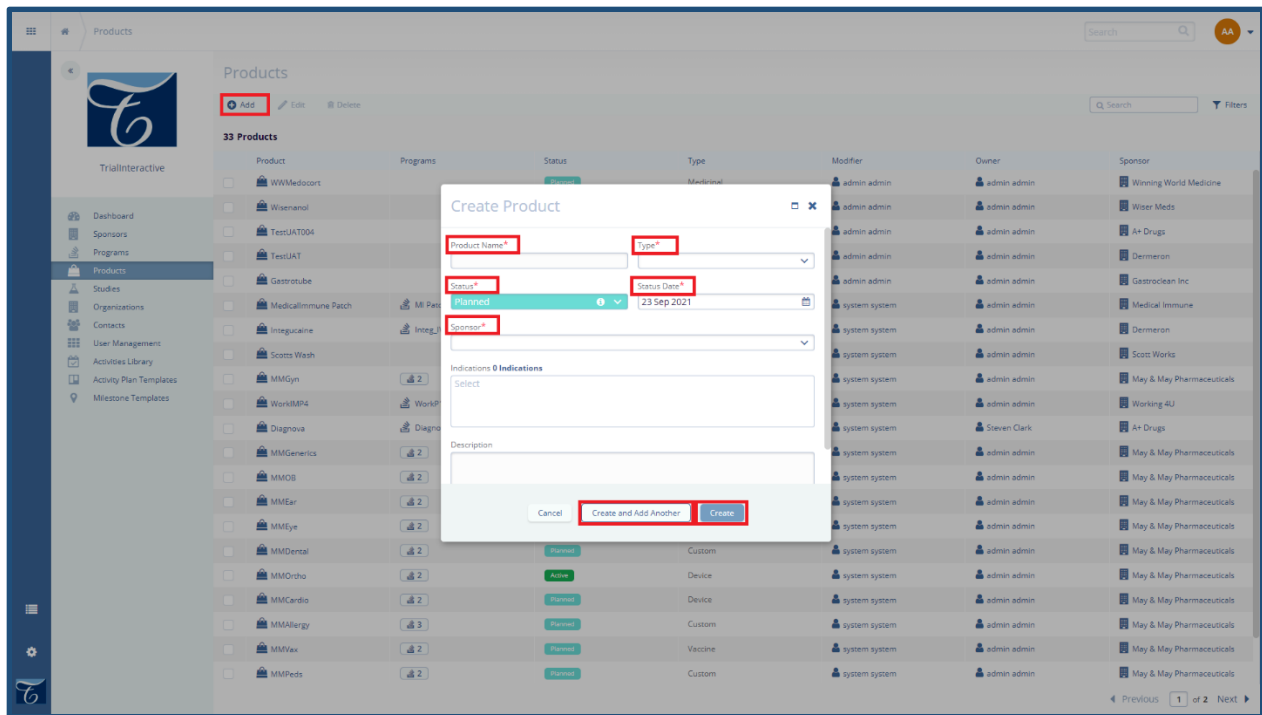 Products
Search
AA
TrialInteractive
Dashboard
Sponsors
Programs
Products
Studies
Organizations
Contacts
User Management
Activities Library
Activity Plan Templates
Milestone Templates
Products
Add Edit Delete
Search Filters
33 Products
Product Programs Status Type Modifier Owner Sponsor
WWMedocort Planned Medicinal admin admin admin admin Winning World Medicine
Wisenanol admin admin admin admin Wiser Meds
TestUAT004 admin admin admin admin A+ Drugs
TestUAT admin admin admin admin Dermeron
Gastrotube admin admin admin admin Gastroclean Inc
MedicalImmune Patch MI Patc system system admin admin Medical Immune
Integucaine system system admin admin Dermeron
Scotts Wash system system admin admin Scott Works
MMGyn 2 system system admin admin May & May Pharmaceuticals
WorkIMP4 WorkP system system admin admin Working 4U
Diagnova Diagno system system Steven Clark A+ Drugs
MMGenerics 2 system system admin admin May & May Pharmaceuticals
MMOB 2 system system admin admin May & May Pharmaceuticals
MMEar 2 system system admin admin May & May Pharmaceuticals
MMEye 2 system system admin admin May & May Pharmaceuticals
MMDental 2 Planned Custom system system admin admin May & May Pharmaceuticals
MMOrtho 2 Active Device system system admin admin May & May Pharmaceuticals
MMCardio 2 Planned Device system system admin admin May & May Pharmaceuticals
MMAllergy 3 Planned Custom system system admin admin May & May Pharmaceuticals
MMVax 2 Planned Vaccine system system admin admin May & May Pharmaceuticals
MMPeds 2 Planned Custom system system admin admin May & May Pharmaceuticals
Previous 1 of 2 Next
Create Product
Product Name* Type*
Status* Status Date*
Planned 23 Sep 2021
Sponsor*
Indications 0 Indications
Select
Description
Cancel Create and Add Another Create